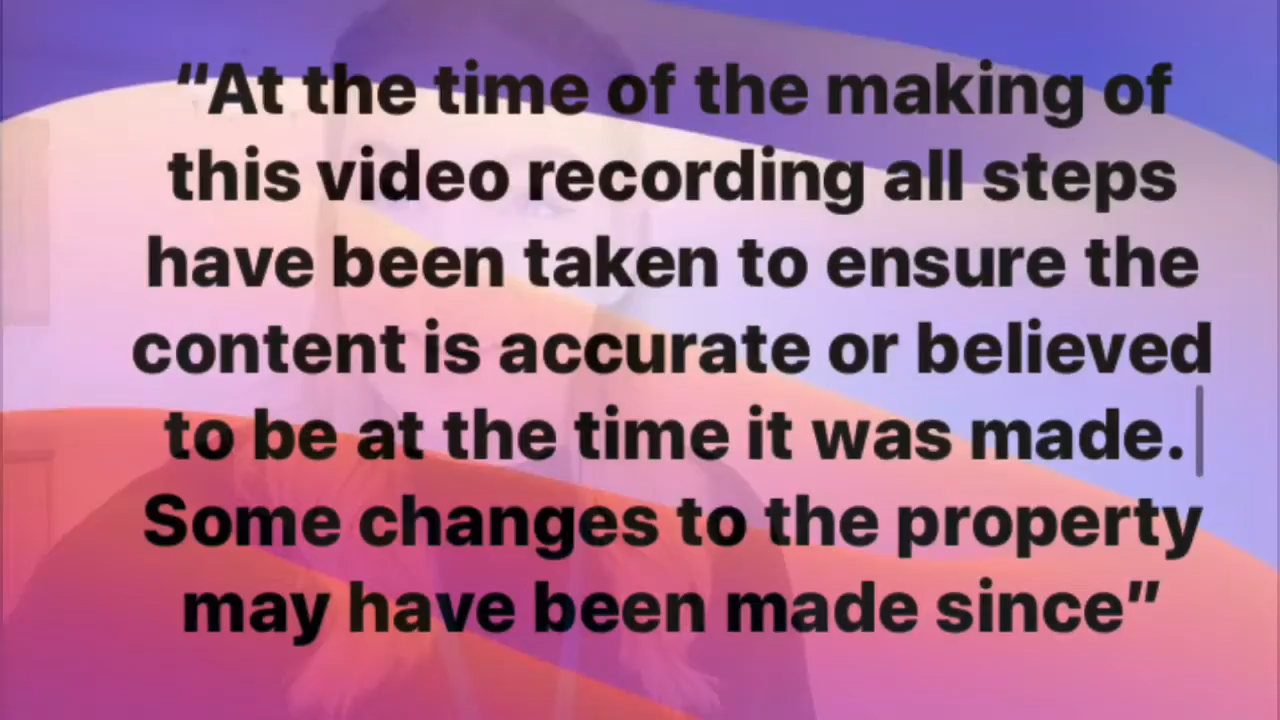 “At the time of the making of
this video recording all steps
have been taken to ensure the
content is accurate or believed
to be at the time it was made.
Some changes to the property
may have been made since”